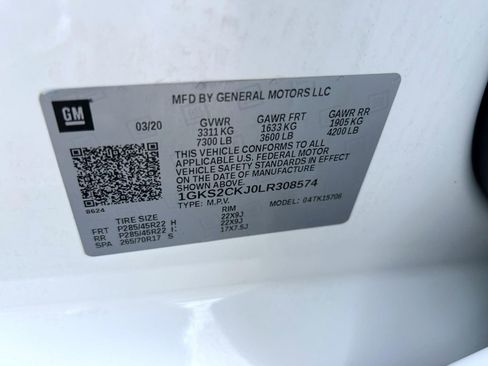 MFD BY GENERAL MOTORS LLC
GM
03/20 GVWR GAWR FRT GAWR RR
3311 KG 1633 KG 1905 KG
7300 LB 3600 LB 4200 LB
THIS VEHICLE CONFORMS TO ALL
APPLICABLE U.S. FEDERAL MOTOR
VEHICLE SAFETY STANDARDS IN
EFFECT ON THE DATE OF
MANUFACTURE SHOWN ABOVE.
1GKS2CKJ0LR308574
TYPE: M.P.V. MODEL: 04TK15706
8624
TIRE SIZE RIM
FRT P285/45R22 H 22X9J
RR P285/45R22 H 22X9J
SPA 265/70R17 S 17X7.5J